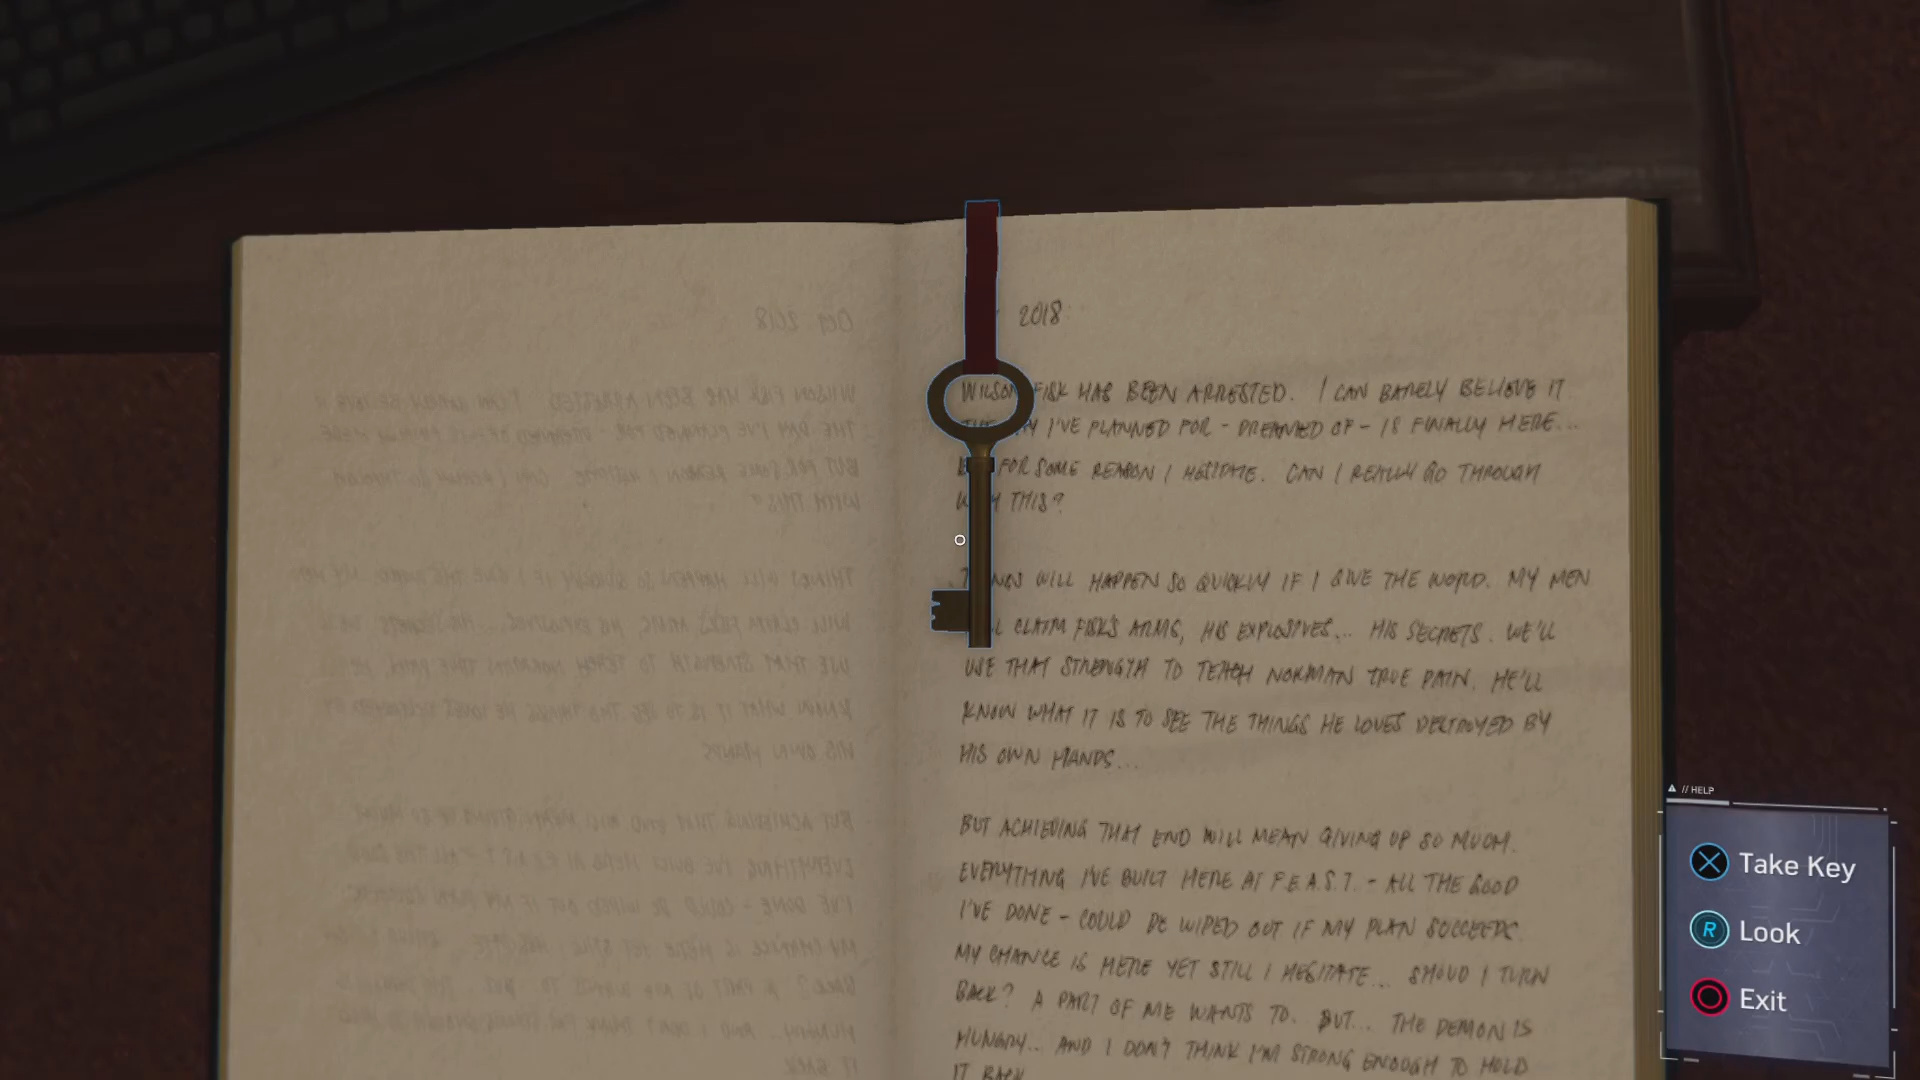 2018
WILSON FISK HAS BEEN ARRESTED. I CAN BARELY BELIEVE IT
I'VE PLANNED FOR - DREAMED OF - IS FINALLY HERE...
FOR SOME REASON I HESITATE. CAN I REALLY GO THROUGH
THIS?
WILL HAPPEN SO QUICKLY IF I GIVE THE WORD. MY MEN
CLAIM FISK'S ARMS, HIS EXPLOSIVES... HIS SECRETS. WE'LL
USE THAT STRENGTH TO TEACH NORMAN TRUE PAIN. HE'LL
KNOW WHAT IT IS TO SEE THE THINGS HE LOVES DESTROYED BY
HIS OWN HANDS...
BUT ACHIEVING THAT END WILL MEAN GIVING UP SO MUCH.
EVERYTHING I'VE BUILT HERE AT F.E.A.S.T. - ALL THE GOOD
I'VE DONE - COULD BE WIPED OUT IF MY PLAN SUCCEEDS.
MY CHANCE IS HERE YET STILL I HESITATE... SHOULD I TURN
BACK? A PART OF ME WANTS TO. BUT... THE DEMON IS
HUNGRY... AND I DON'T THINK I'M STRONG ENOUGH TO HOLD
IT BACK
// HELP
Take Key
R Look
Exit